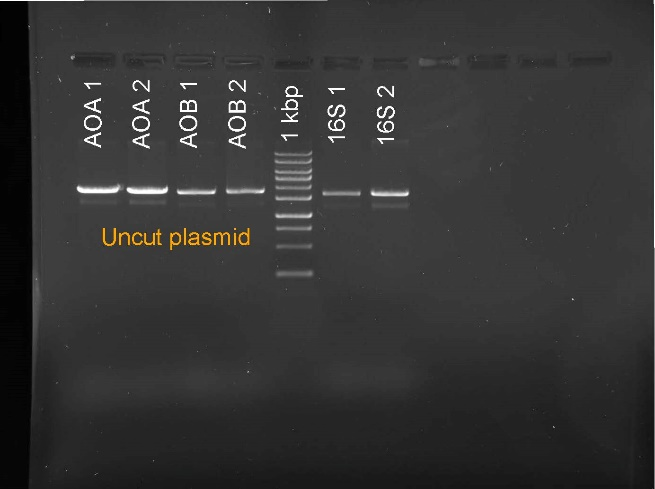 AOA 1
AOA 2
AOB 1
AOB 2
1 kbp
16S 1
16S 2
Uncut plasmid